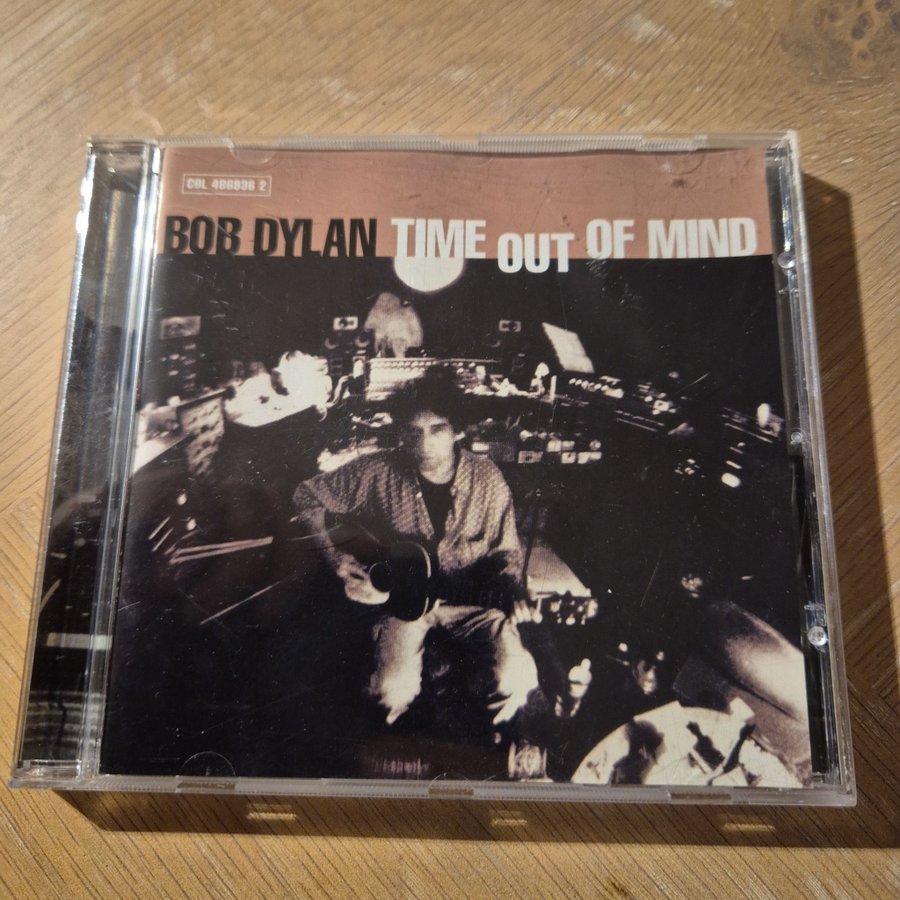 COL 486936 2
BOB DYLAN TIME OUT OF MIND